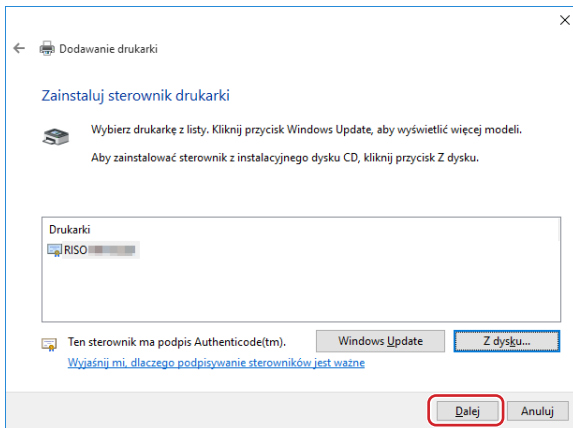 Dodawanie drukarki
Zainstaluj sterownik drukarki
Wybierz drukarkę z listy. Kliknij przycisk Windows Update, aby wyświetlić więcej modeli.
Aby zainstalować sterownik z instalacyjnego dysku CD, kliknij przycisk Z dysku.
Drukarki
RISO
Ten sterownik ma podpis Authenticode(tm).
Windows Update
Z dysku...
Wyjaśnij mi, dlaczego podpisywanie sterowników jest ważne
Dalej
Anuluj